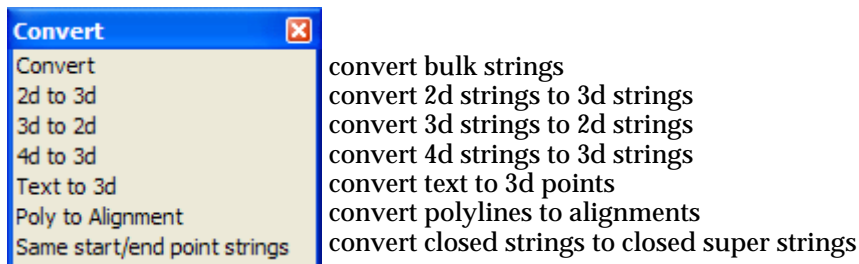 Convert
Convert convert bulk strings
2d to 3d convert 2d strings to 3d strings
3d to 2d convert 3d strings to 2d strings
4d to 3d convert 4d strings to 3d strings
Text to 3d convert text to 3d points
Poly to Alignment convert polylines to alignments
Same start/end point strings convert closed strings to closed super strings